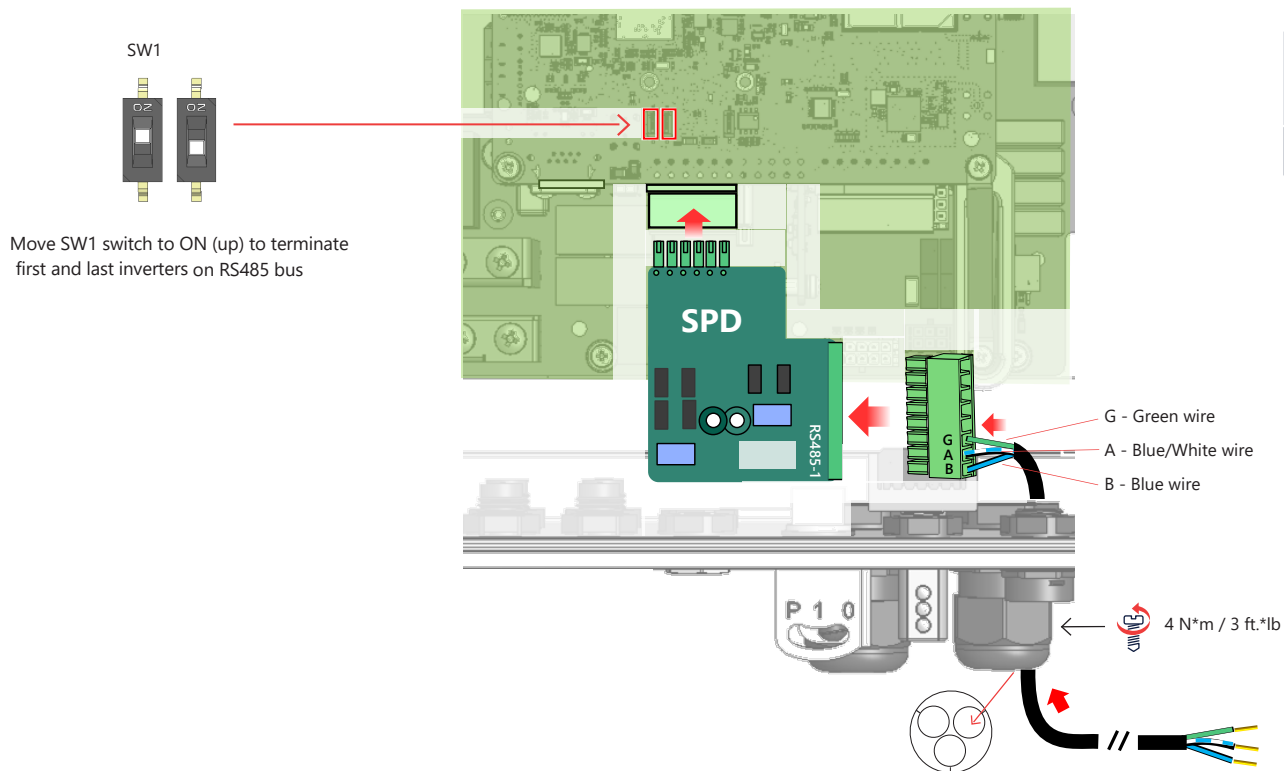 SW1
ON ON
Move SW1 switch to ON (up) to terminate
first and last inverters on RS485 bus
SPD
RS485-1
G
A
B
G - Green wire
A - Blue/White wire
B - Blue wire
P 1 0
4 N*m / 3 ft.*lb